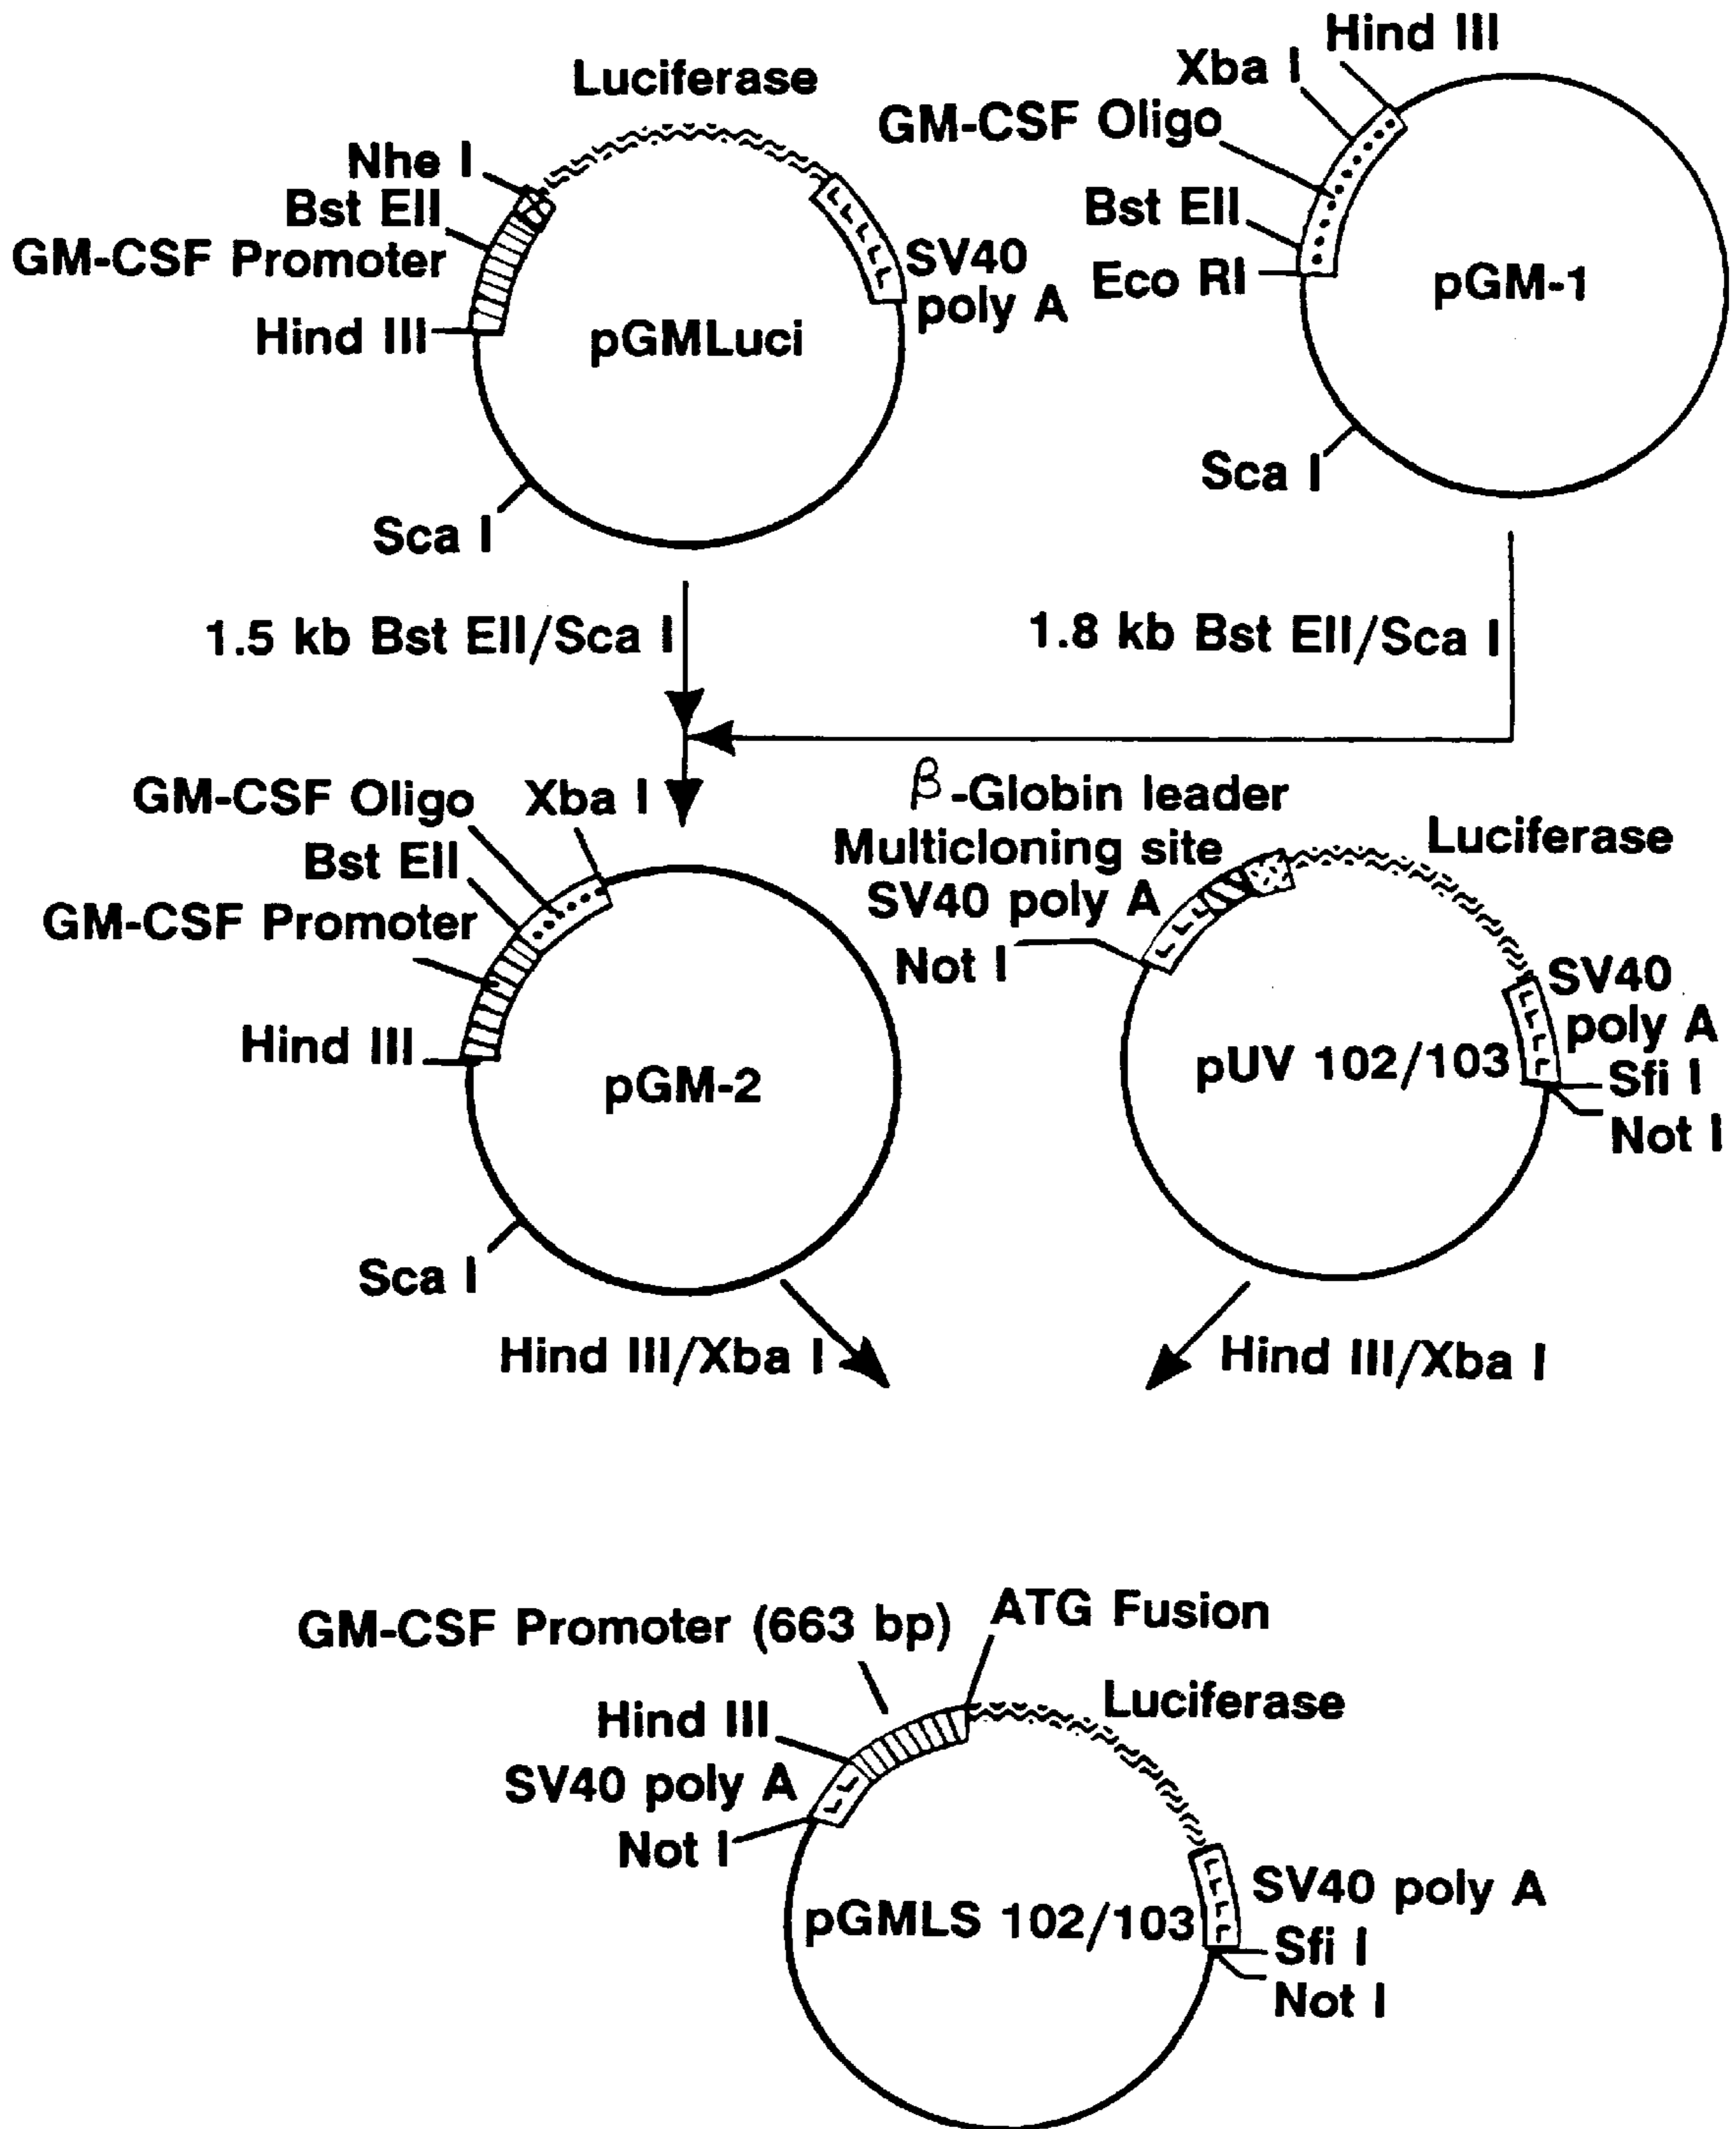 Luciferase
Nhe I
Bst EII
GM-CSF Promoter
Hind III
SV40
poly A
pGMLuci
Sca I
Hind III
Xba I
GM-CSF Oligo
Bst EII
Eco RI
pGM-1
Sca I
1.5 kb Bst EII/Sca I
1.8 kb Bst EII/Sca I
GM-CSF Oligo
Xba I
Bst EII
GM-CSF Promoter
Hind III
pGM-2
Sca I
β-Globin leader
Multicloning site
SV40 poly A
Not I
Luciferase
SV40
poly A
pUV 102/103
Sfi I
Not I
Hind III/Xba I
Hind III/Xba I
GM-CSF Promoter (663 bp)
ATG Fusion
Hind III
Luciferase
SV40 poly A
Not I
pGMLS 102/103
SV40 poly A
Sfi I
Not I